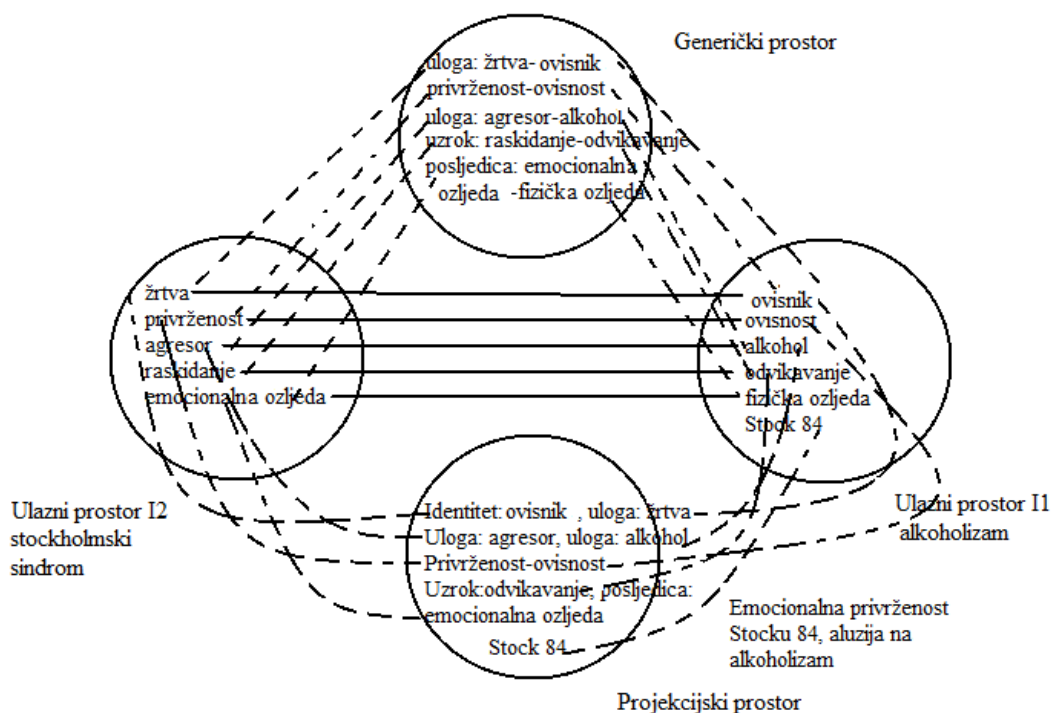 Generički prostor
uloga: žrtva- ovisnik
privrženost-ovisnost
uloga: agresor-alkohol
uzrok: raskidanje-odvikavanje
posljedica: emocionalna
ozljeda -fizička ozljeda
žrtva
privrženost
agresor
raskidanje
emocionalna ozljeda
ovisnik
ovisnost
alkohol
odvikavanje
fizička ozljeda
Stock 84
Ulazni prostor I2
stockholmski
sindrom
Ulazni prostor I1
alkoholizam
Identitet: ovisnik , uloga: žrtva
Uloga: agresor, uloga: alkohol
Privrženost-ovisnost
Uzrok:odvikavanje, posljedica:
emocionalna ozljeda
Stock 84
Emocionalna privrženost
Stocku 84, aluzija na
alkoholizam
Projekcijski prostor